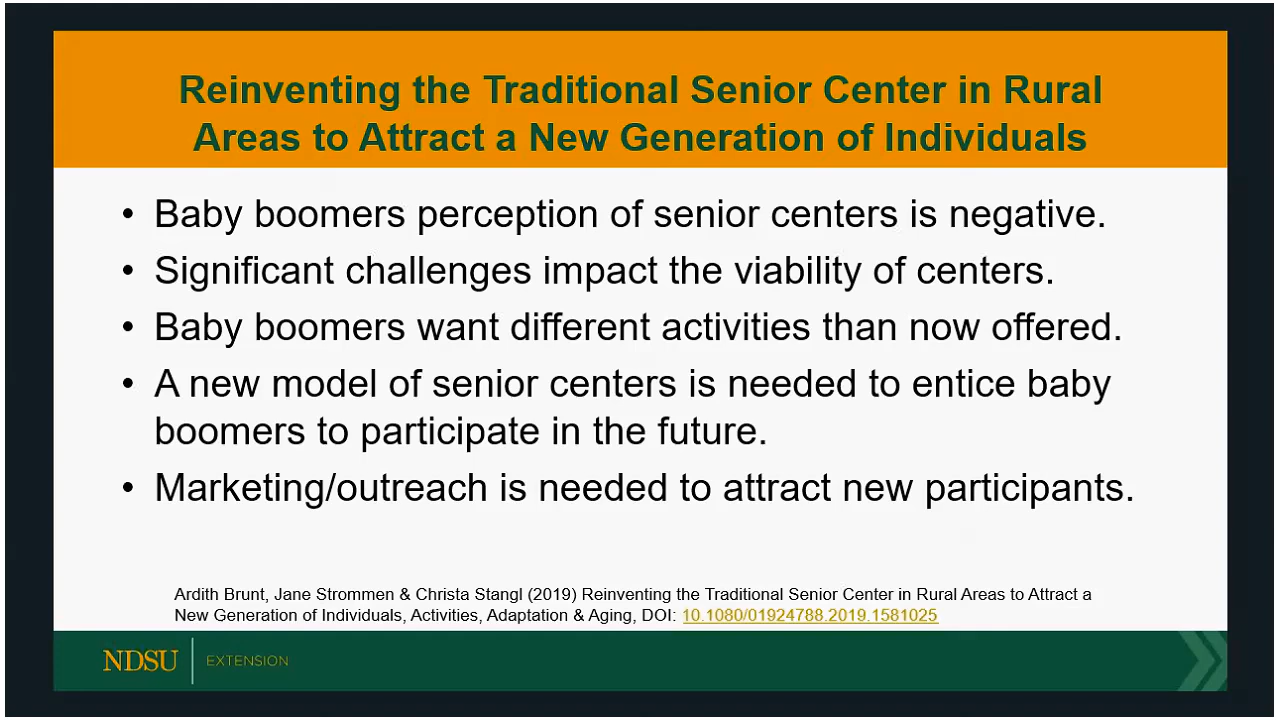 Reinventing the Traditional Senior Center in Rural
Areas to Attract a New Generation of Individuals
• Baby boomers perception of senior centers is negative.
• Significant challenges impact the viability of centers.
• Baby boomers want different activities than now offered.
• A new model of senior centers is needed to entice baby
boomers to participate in the future.
• Marketing/outreach is needed to attract new participants.
Ardith Brunt, Jane Strommen & Christa Stangl (2019) Reinventing the Traditional Senior Center in Rural Areas to Attract a
New Generation of Individuals, Activities, Adaptation & Aging, DOI: 10.1080/01924788.2019.1581025
NDSU EXTENSION